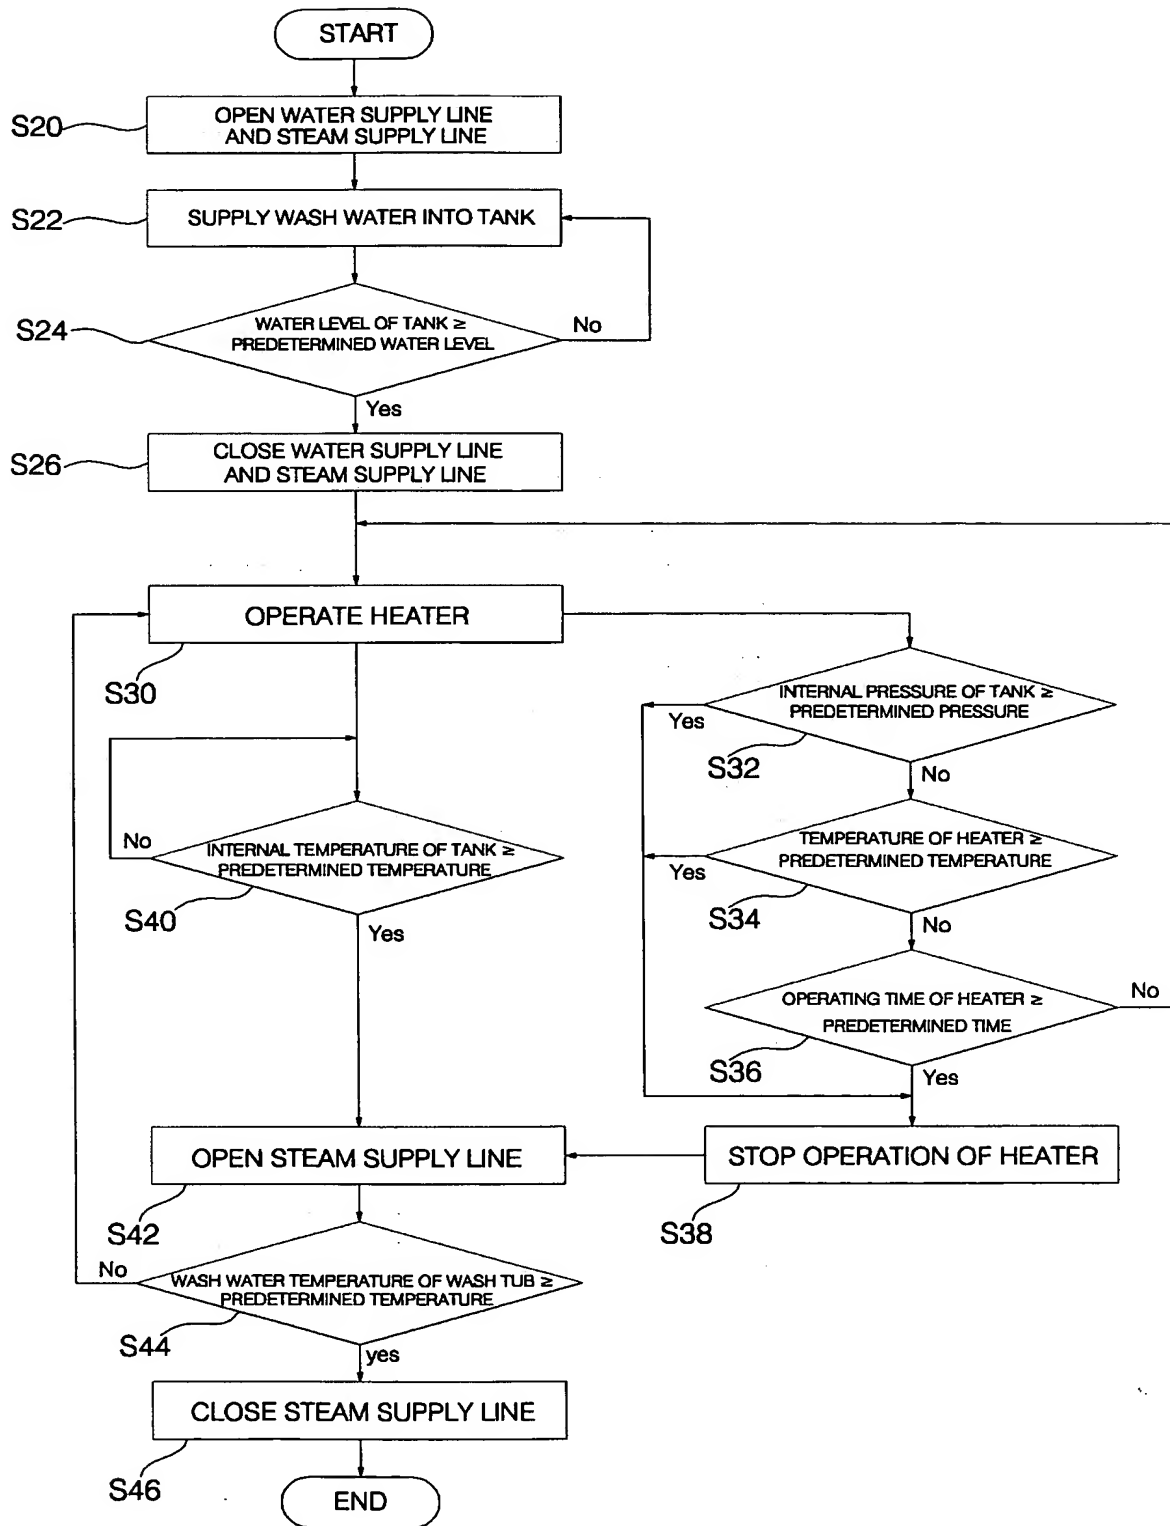 START
S20
OPEN WATER SUPPLY LINE
AND STEAM SUPPLY LINE
S22
SUPPLY WASH WATER INTO TANK
S24
WATER LEVEL OF TANK ≥
PREDETERMINED WATER LEVEL
No
Yes
S26
CLOSE WATER SUPPLY LINE
AND STEAM SUPPLY LINE
OPERATE HEATER
S30
INTERNAL PRESSURE OF TANK ≥
PREDETERMINED PRESSURE
Yes
S32
No
TEMPERATURE OF HEATER ≥
PREDETERMINED TEMPERATURE
Yes
S34
No
INTERNAL TEMPERATURE OF TANK ≥
PREDETERMINED TEMPERATURE
No
S40
Yes
OPERATING TIME OF HEATER ≥
PREDETERMINED TIME
No
S36
Yes
OPEN STEAM SUPPLY LINE
S42
STOP OPERATION OF HEATER
S38
No
WASH WATER TEMPERATURE OF WASH TUB ≥
PREDETERMINED TEMPERATURE
S44
yes
CLOSE STEAM SUPPLY LINE
S46
END